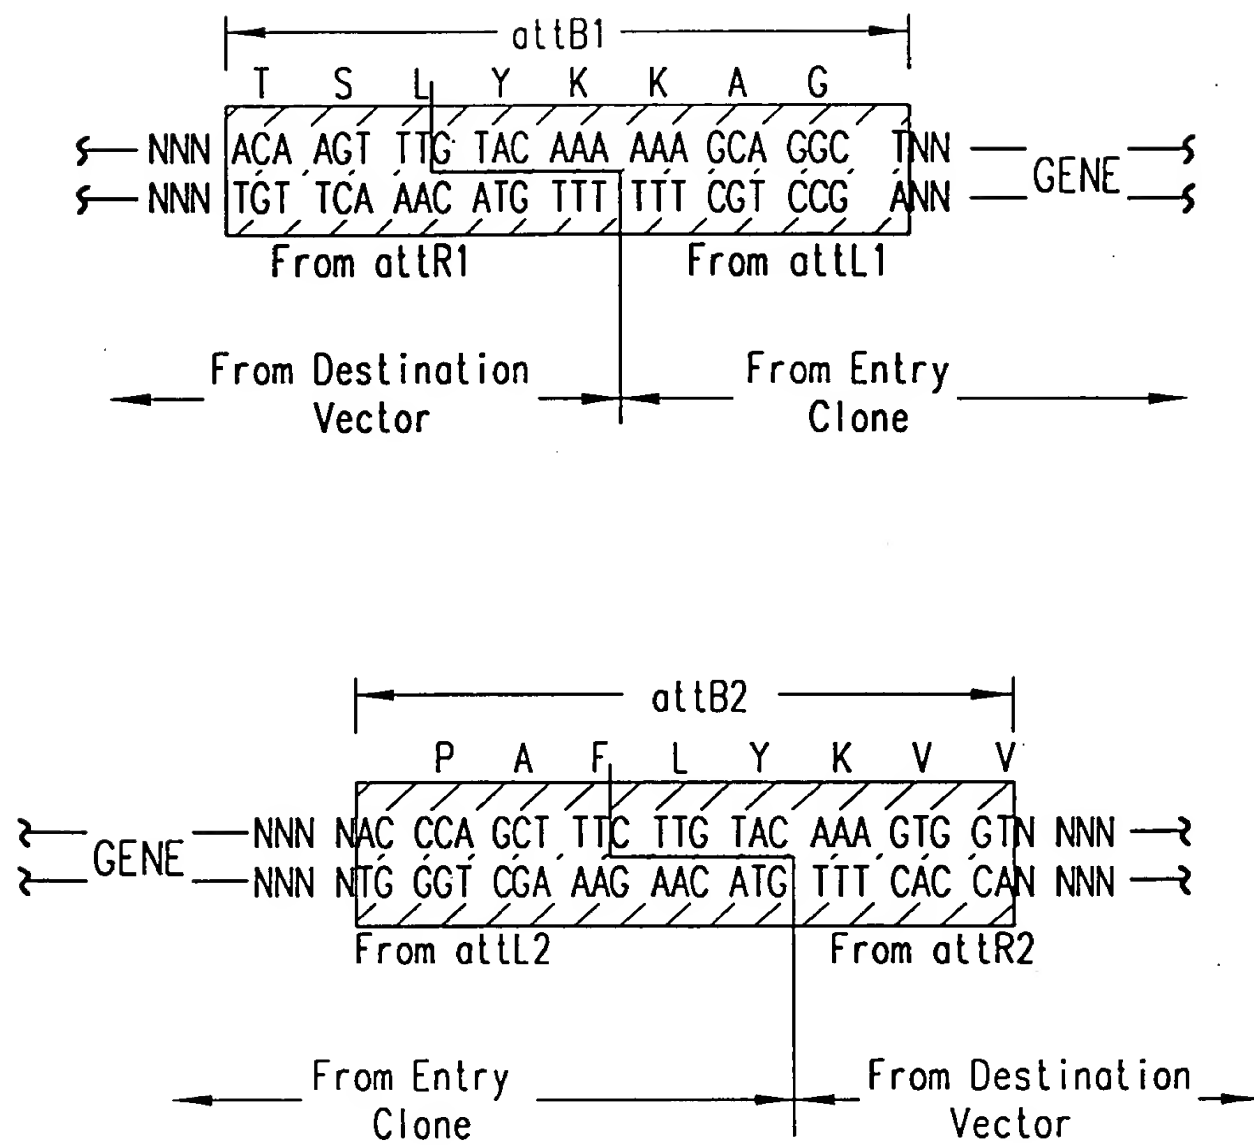 attB1
T S L Y K K A G
NNN ACA AGT TTG TAC AAA AAA GCA GGC TNN GENE
NNN TGT TCA AAC ATG TTT TTT CGT CCG ANN
From attR1 From attL1
From Destination Vector
From Entry Clone
attB2
P A F L Y K V V
GENE NNN NAC CCA GCT TTC TTG TAC AAA GTG GTN NNN
NNN NTG GGT CGA AAG AAC ATG TTT CAC CAN NNN
From attL2 From attR2
From Entry Clone
From Destination Vector